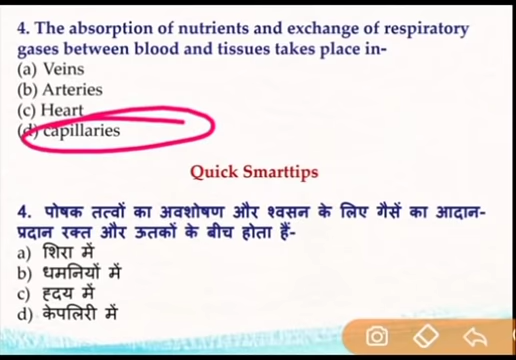 4. The absorption of nutrients and exchange of respiratory
gases between blood and tissues takes place in-
(a) Veins
(b) Arteries
(c) Heart
(d) capillaries
Quick Smarttips
4. पोषक तत्वों का अवशोषण और श्वसन के लिए गैसें का आदान-
प्रदान रक्त और ऊतकों के बीच होता हैं-
a) शिरा में
b) धमनियों में
c) ह्दय में
d) केपलिरी में